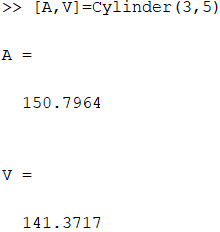 >> [A,V]=Cylinder(3,5)
A =
150.7964
V =
141.3717